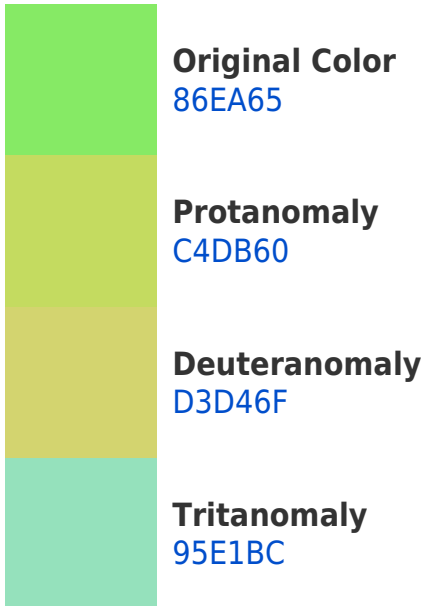 Original Color
86EA65
Protanomaly
C4DB60
Deuteranomaly
D3D46F
Tritanomaly
95E1BC